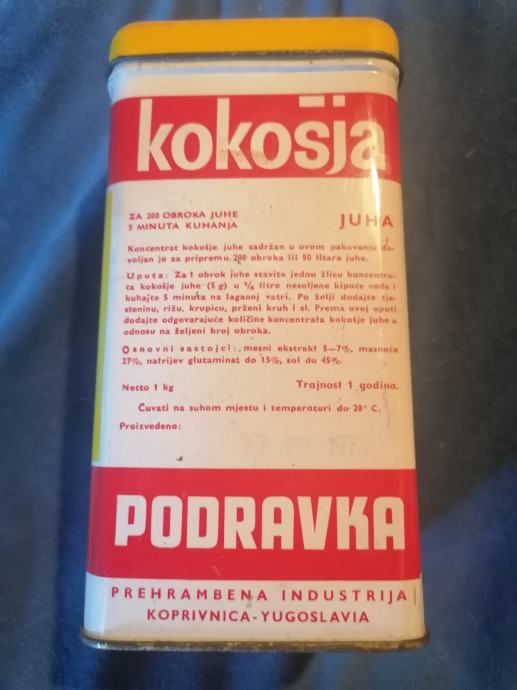 kokošja
ZA 200 OBROKA JUHE
5 MINUTA KUHANJA
JUHA
Koncentrat kokošje juhe sadržan u ovom pakovanju do-
voljan je za pripremu 200 obroka ili 50 litara juhe.
Uputa: Za 1 obrok juhe stavite jednu žlicu koncentra-
ta kokošje juhe (5 g) u ¼ litre nesoljene kipuće vode i
kuhajte 5 minuta na laganoj vatri. Po želji dodajte tje-
steninu, rižu, krupicu, prženi kruh i sl. Prema ovoj uputi
dodajte odgovarajuće količine koncentrata kokošje juhe u
odnosu na željeni broj obroka.
Osnovni sastojci: mesni ekstrakt 5—7%, masnoće
27%, natrijev glutaminat do 15%, sol do 45%.
Netto 1 kg
Trajnost 1 godina.
Čuvati na suhom mjestu i temperaturi do 20° C.
Proizvedeno:
PODRAVKA
PREHRAMBENA INDUSTRIJA
KOPRIVNICA-YUGOSLAVIA